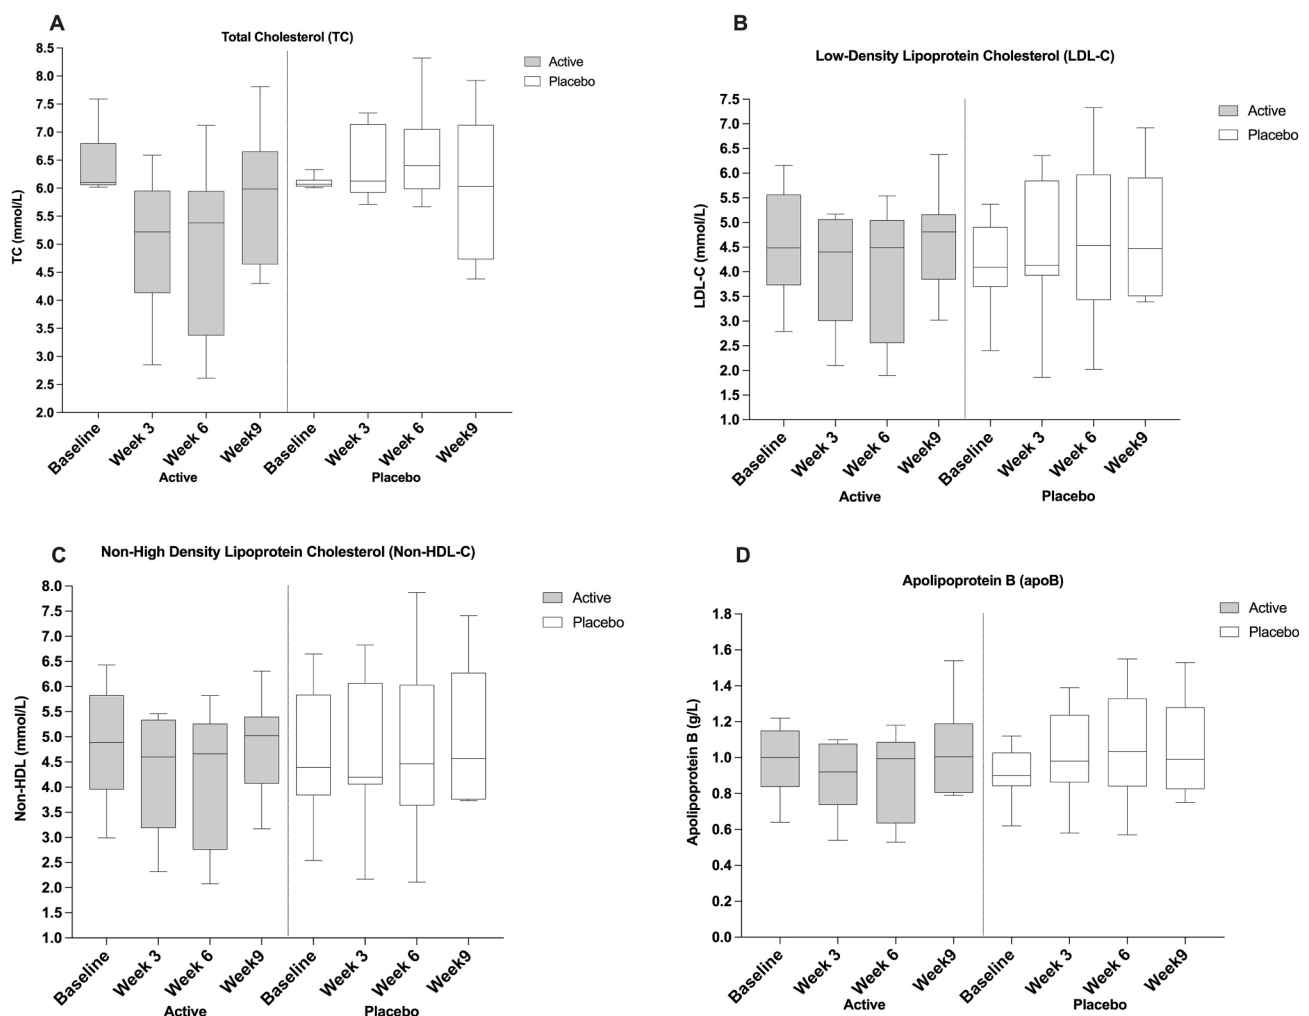 A
Total Cholesterol (TC)
TC (mmol/L)
8.5
8.0
7.5
7.0
6.5
6.0
5.5
5.0
4.5
4.0
3.5
3.0
2.5
2.0
Baseline
Week 3
Week 6
Week9
Baseline
Week 3
Week 6
Week9
Active
Placebo
Active
Placebo
B
Low-Density Lipoprotein Cholesterol (LDL-C)
LDL-C (mmol/L)
7.5
7.0
6.5
6.0
5.5
5.0
4.5
4.0
3.5
3.0
2.5
2.0
1.5
1.0
Baseline
Week 3
Week 6
Week9
Baseline
Week 3
Week 6
Week9
Active
Placebo
Active
Placebo
C
Non-High Density Lipoprotein Cholesterol (Non-HDL-C)
Non-HDL (mmol/L)
8.0
7.5
7.0
6.5
6.0
5.5
5.0
4.5
4.0
3.5
3.0
2.5
2.0
1.5
1.0
Baseline
Week 3
Week 6
Week9
Baseline
Week 3
Week 6
Week9
Active
Placebo
Active
Placebo
D
Apolipoprotein B (apoB)
Apolipoprotein B (g/L)
1.8
1.6
1.4
1.2
1.0
0.8
0.6
0.4
0.2
0.0
Baseline
Week 3
Week 6
Week9
Baseline
Week 3
Week 6
Week9
Active
Placebo
Active
Placebo